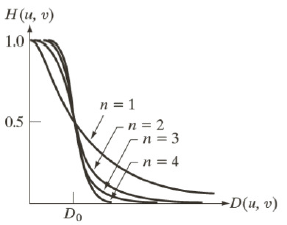 H(u, v)
1.0
0.5
n = 1
n = 2
n = 3
n = 4
D₀
D(u, v)